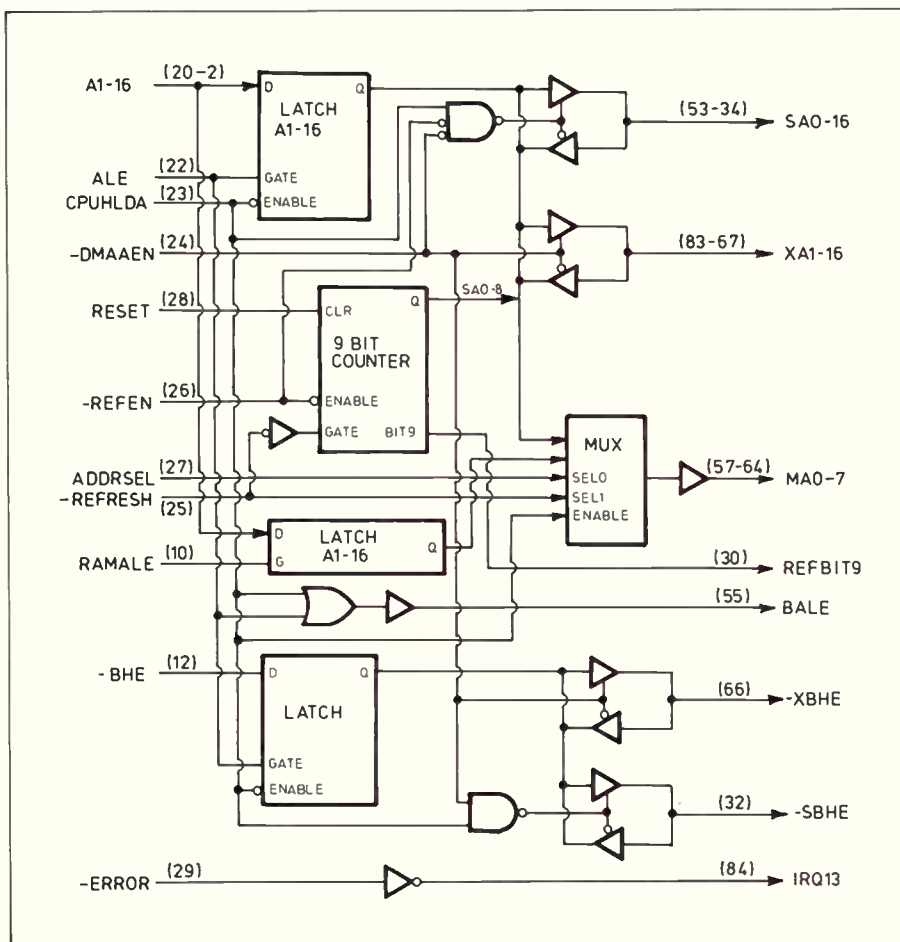 A1-16 (20-2) D Q (53-34) SA0-16
LATCH
A1-16
ALE (22) GATE
CPUHLDA (23) ENABLE
-DMAAEN (24) (83-67) XA1-16
RESET (28) CLR Q SA0-8
9 BIT
COUNTER
-REFEN (26) ENABLE
GATE BIT9
MUX (57-64) MA0-7
ADDRSEL (27) SEL0
-REFRESH SEL1
(25) ENABLE
D LATCH Q
A1-16
RAMALE (10) G (30) REFBIT9
(55) BALE
-BHE (12) D Q (66) -XBHE
LATCH
GATE
ENABLE
(32) -SBHE
-ERROR (29) (84) IRQ13